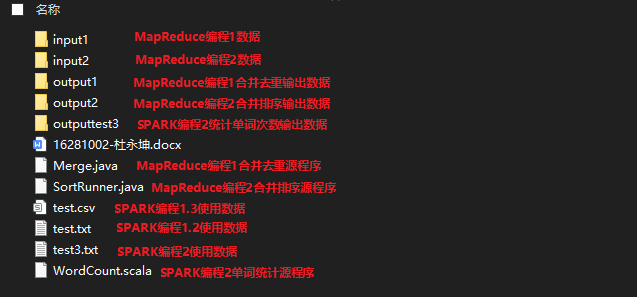 名称
input1 MapReduce编程1数据
input2 MapReduce编程2数据
output1 MapReduce编程1合并去重输出数据
output2 MapReduce编程2合并排序输出数据
outputtest3 SPARK编程2统计单词次数输出数据
16281002-杜永坤.docx
Merge.java MapReduce编程1合并去重源程序
SortRunner.java MapReduce编程2合并排序源程序
test.csv SPARK编程1.3使用数据
test.txt SPARK编程1.2使用数据
test3.txt SPARK编程2使用数据
WordCount.scala SPARK编程2单词统计源程序